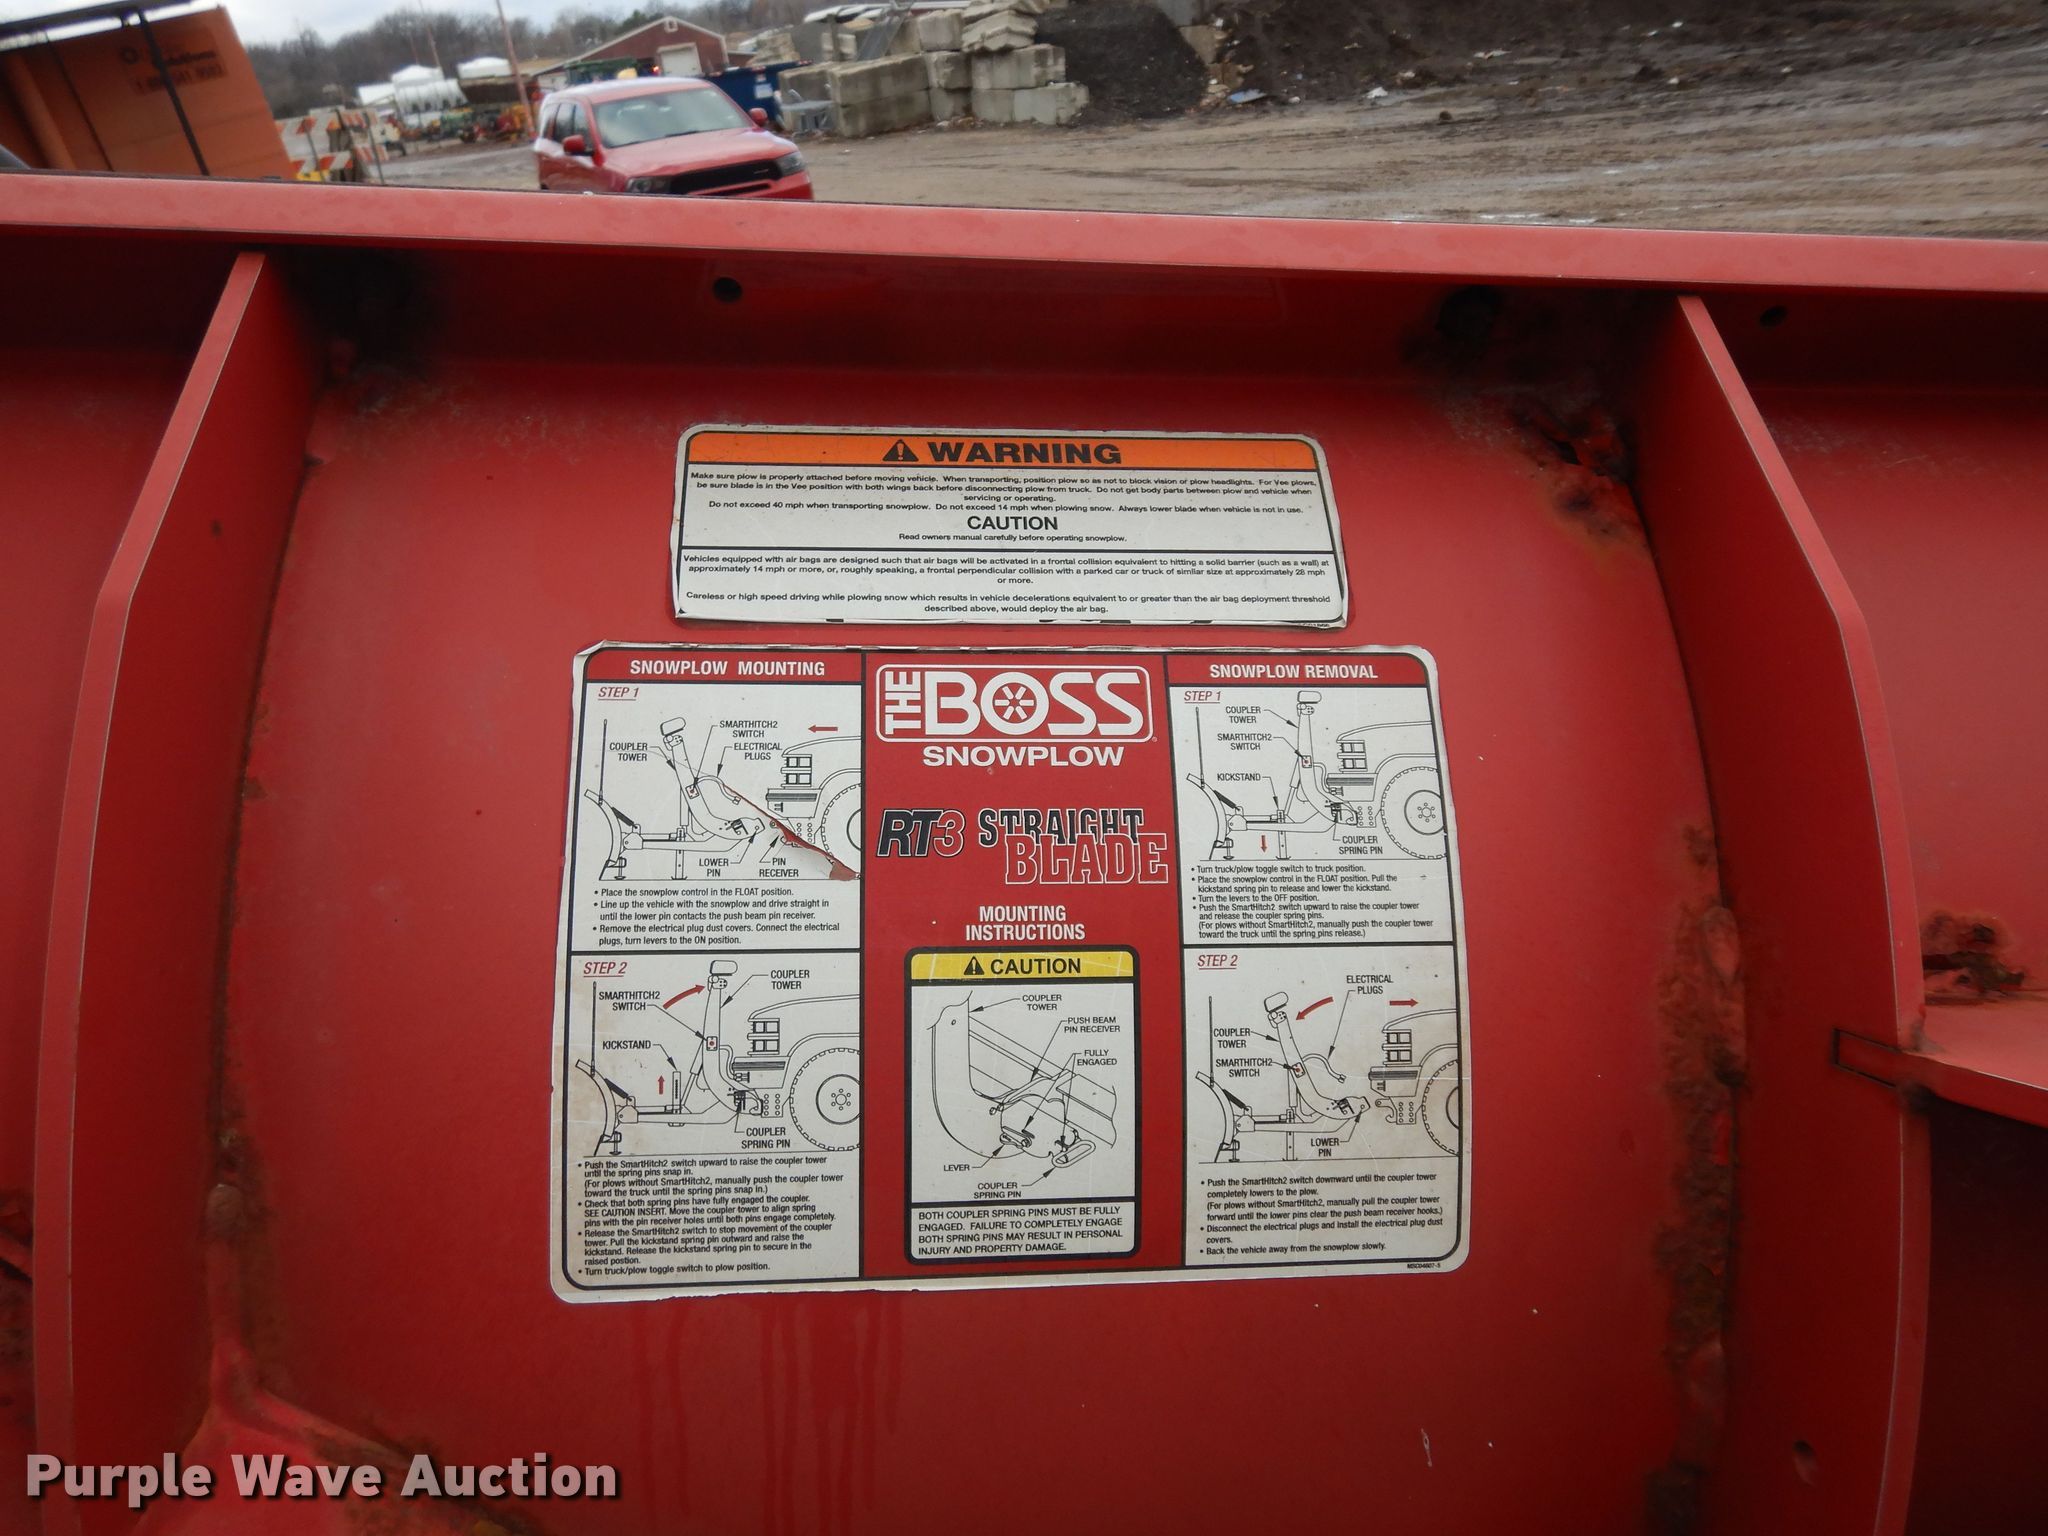 WARNING
Make sure plow is properly attached before moving vehicle. When transporting, position plow so as not to block vision of plow headlights. For Vee plows,
be sure blade is in the Vee position with both wings back before disconnecting plow from truck. Do not get body parts between plow and vehicle when
servicing or operating.
Do not exceed 40 mph when transporting snowplow. Do not exceed 14 mph when plowing snow. Always lower blade when vehicle is not in use.
CAUTION
Read owners manual carefully before operating snowplow.
Vehicles equipped with air bags are designed such that air bags will be activated in a frontal collision equivalent to hitting a solid barrier (such as a wall) at
approximately 14 mph or more, or, roughly speaking, a frontal perpendicular collision with a parked car or truck of similar size at approximately 28 mph
or more.
Careless or high speed driving while plowing snow which results in vehicle decelerations equivalent to or greater than the air bag deployment threshold
described above, would deploy the air bag.
SNOWPLOW MOUNTING
STEP 1
SMARTHITCH2
SWITCH
COUPLER
TOWER
ELECTRICAL
PLUGS
LOWER
PIN
PIN
RECEIVER
• Place the snowplow control in the FLOAT position.
• Line up the vehicle with the snowplow and drive straight in
until the lower pin contacts the push beam pin receiver.
• Remove the electrical plug dust covers. Connect the electrical
plugs, turn levers to the ON position.
STEP 2
COUPLER
TOWER
SMARTHITCH2
SWITCH
KICKSTAND
COUPLER
SPRING PIN
• Push the SmartHitch2 switch upward to raise the coupler tower
until the spring pins snap in.
(For plows without SmartHitch2, manually push the coupler tower
toward the truck until the spring pins snap in.)
• Check that both spring pins have fully engaged the coupler.
SEE CAUTION INSERT. Move the coupler tower to align spring
pins with the pin receiver holes until both pins engage completely.
• Release the SmartHitch2 switch to stop movement of the coupler
tower. Pull the kickstand spring pin outward and raise the
kickstand. Release the kickstand spring pin to secure in the
raised postion.
• Turn truck/plow toggle switch to plow position.
THE BOSS
SNOWPLOW
RT3 STRAIGHT
BLADE
MOUNTING
INSTRUCTIONS
CAUTION
COUPLER
TOWER
PUSH BEAM
PIN RECEIVER
FULLY
ENGAGED
LEVER
COUPLER
SPRING PIN
BOTH COUPLER SPRING PINS MUST BE FULLY
ENGAGED. FAILURE TO COMPLETELY ENGAGE
BOTH SPRING PINS MAY RESULT IN PERSONAL
INJURY AND PROPERTY DAMAGE.
SNOWPLOW REMOVAL
STEP 1
COUPLER
TOWER
SMARTHITCH2
SWITCH
KICKSTAND
COUPLER
SPRING PIN
• Turn truck/plow toggle switch to truck position.
• Place the snowplow control in the FLOAT position. Pull the
kickstand spring pin to release and lower the kickstand.
• Turn the levers to the OFF position.
• Push the SmartHitch2 switch upward to raise the coupler tower
and release the coupler spring pins.
(For plows without SmartHitch2, manually push the coupler tower
toward the truck until the spring pins release.)
STEP 2
ELECTRICAL
PLUGS
COUPLER
TOWER
SMARTHITCH2
SWITCH
LOWER
PIN
• Push the SmartHitch2 switch downward until the coupler tower
completely lowers to the plow.
(For plows without SmartHitch2, manually pull the coupler tower
forward until the lower pins clear the push beam receiver hooks.)
• Disconnect the electrical plugs and install the electrical plug dust
covers.
• Back the vehicle away from the snowplow slowly.
MSC04607-5
Purple Wave Auction